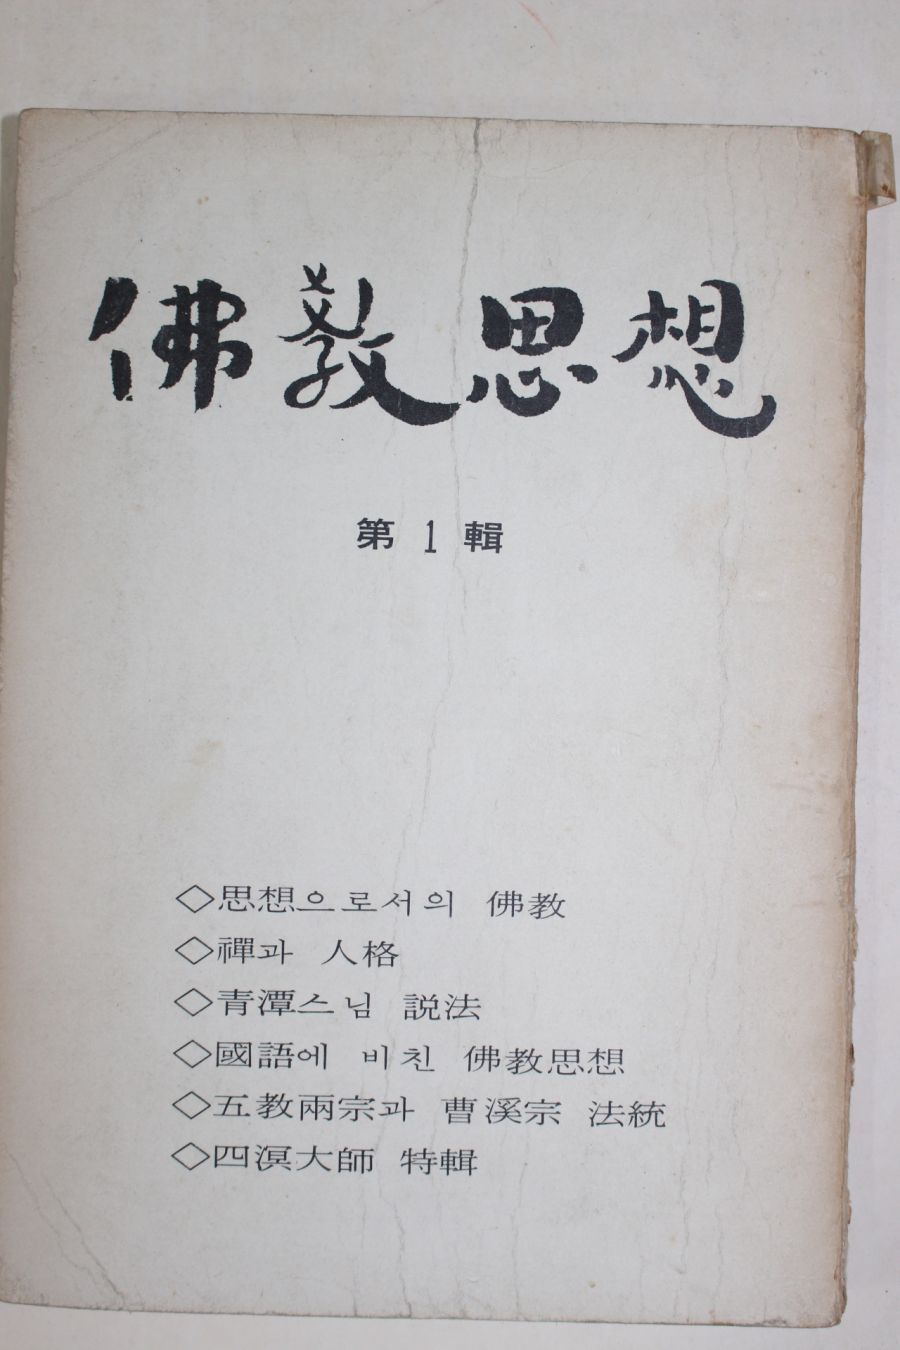 佛敎思想
第 1 輯
◇思想으로서의 佛教
◇禪과 人格
◇青潭스님 説法
◇國語에 비친 佛教思想
◇五教兩宗과 曹溪宗 法統
◇四溟大師 特輯